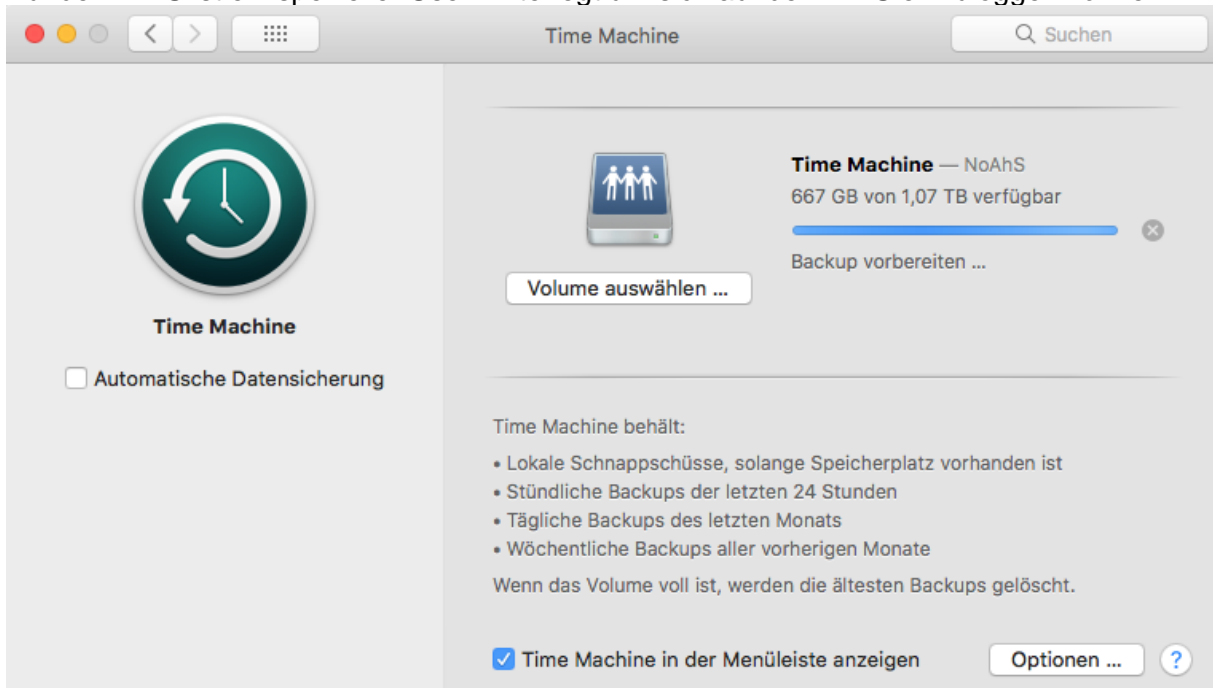 Time Machine
Suchen
Time Machine — NoAhS
667 GB von 1,07 TB verfügbar
Backup vorbereiten ...
Volume auswählen ...
Time Machine
Automatische Datensicherung
Time Machine behält:
• Lokale Schnappschüsse, solange Speicherplatz vorhanden ist
• Stündliche Backups der letzten 24 Stunden
• Tägliche Backups des letzten Monats
• Wöchentliche Backups aller vorherigen Monate
Wenn das Volume voll ist, werden die ältesten Backups gelöscht.
Time Machine in der Menüleiste anzeigen
Optionen ...
?